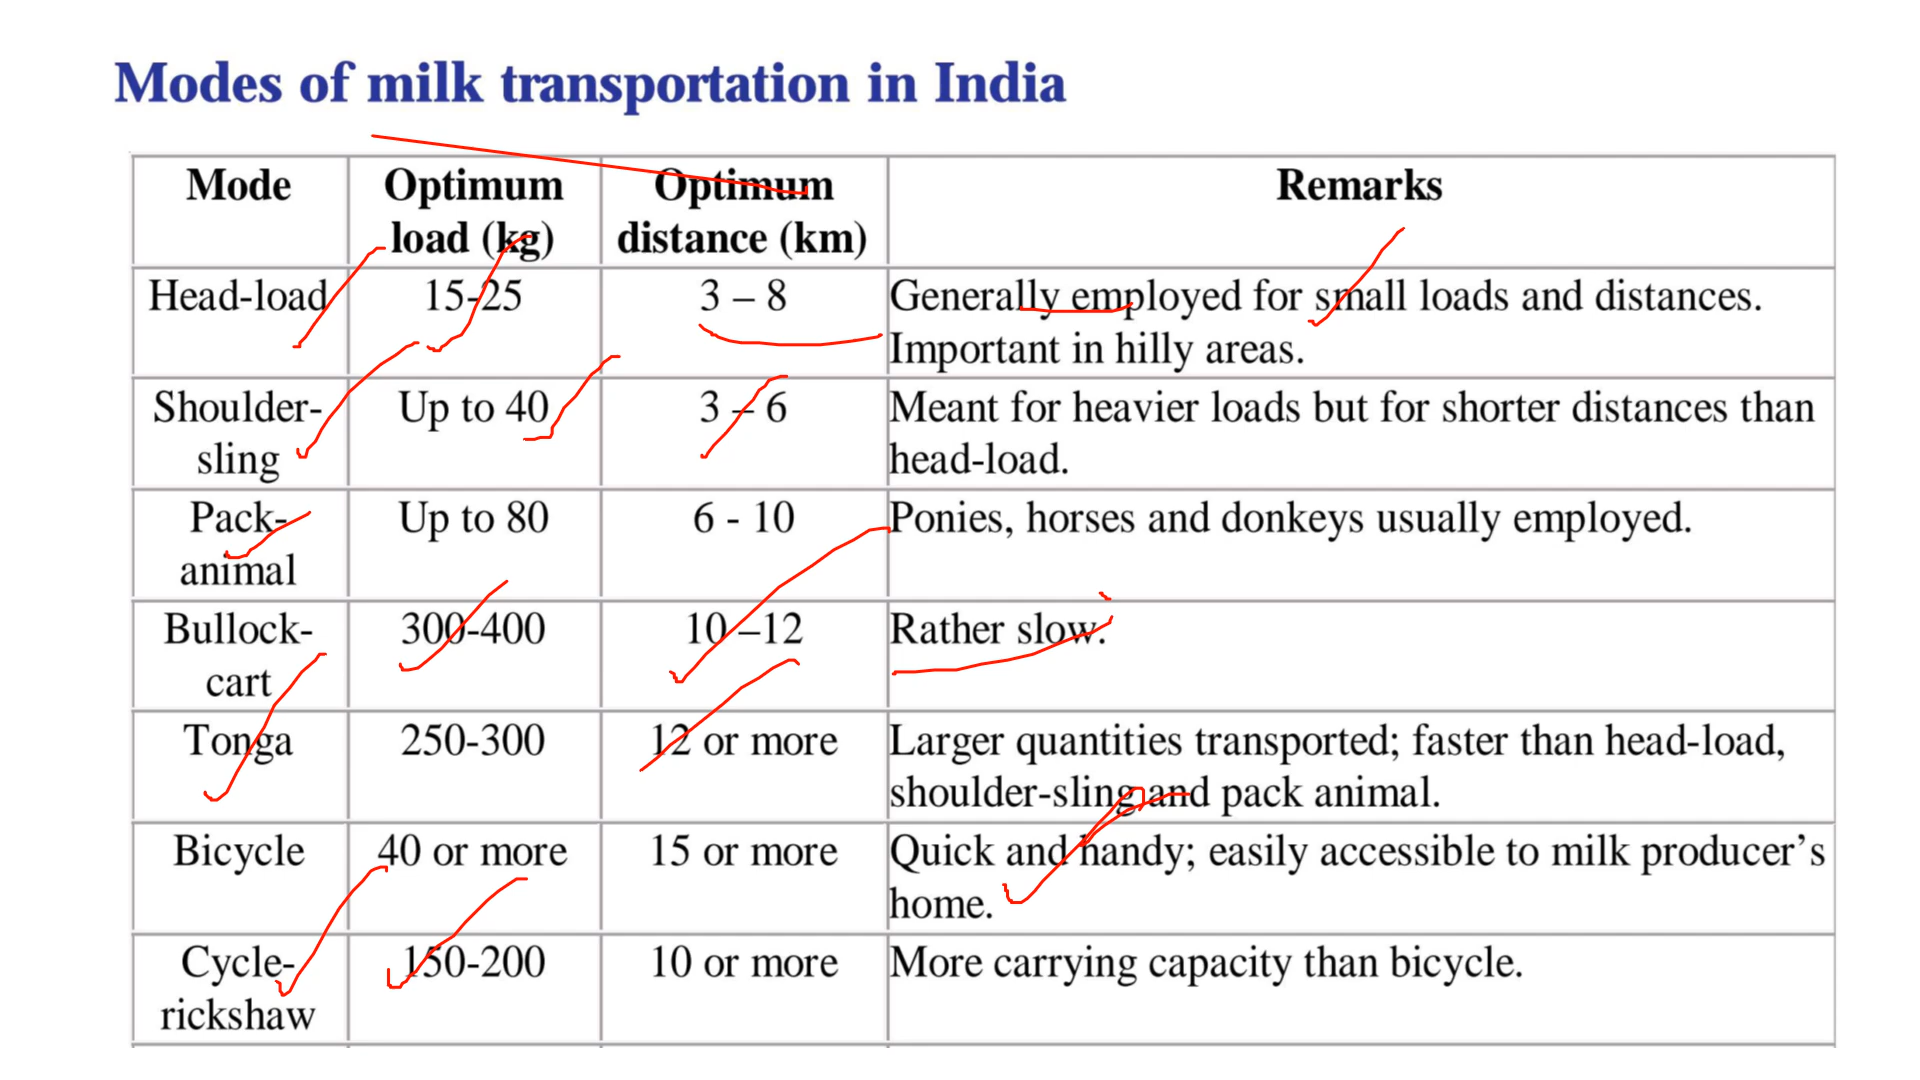 Modes of milk transportation in India
Mode
Optimum
load (kg)
Optimum
distance (km)
Remarks
Head-load
15-25
3 – 8
Generally employed for small loads and distances.
Important in hilly areas.
Shoulder-
sling
Up to 40
3 – 6
Meant for heavier loads but for shorter distances than
head-load.
Pack-
animal
Up to 80
6 - 10
Ponies, horses and donkeys usually employed.
Bullock-
cart
300-400
10 –12
Rather slow.
Tonga
250-300
12 or more
Larger quantities transported; faster than head-load,
shoulder-sling and pack animal.
Bicycle
40 or more
15 or more
Quick and handy; easily accessible to milk producer’s
home.
Cycle-
rickshaw
150-200
10 or more
More carrying capacity than bicycle.